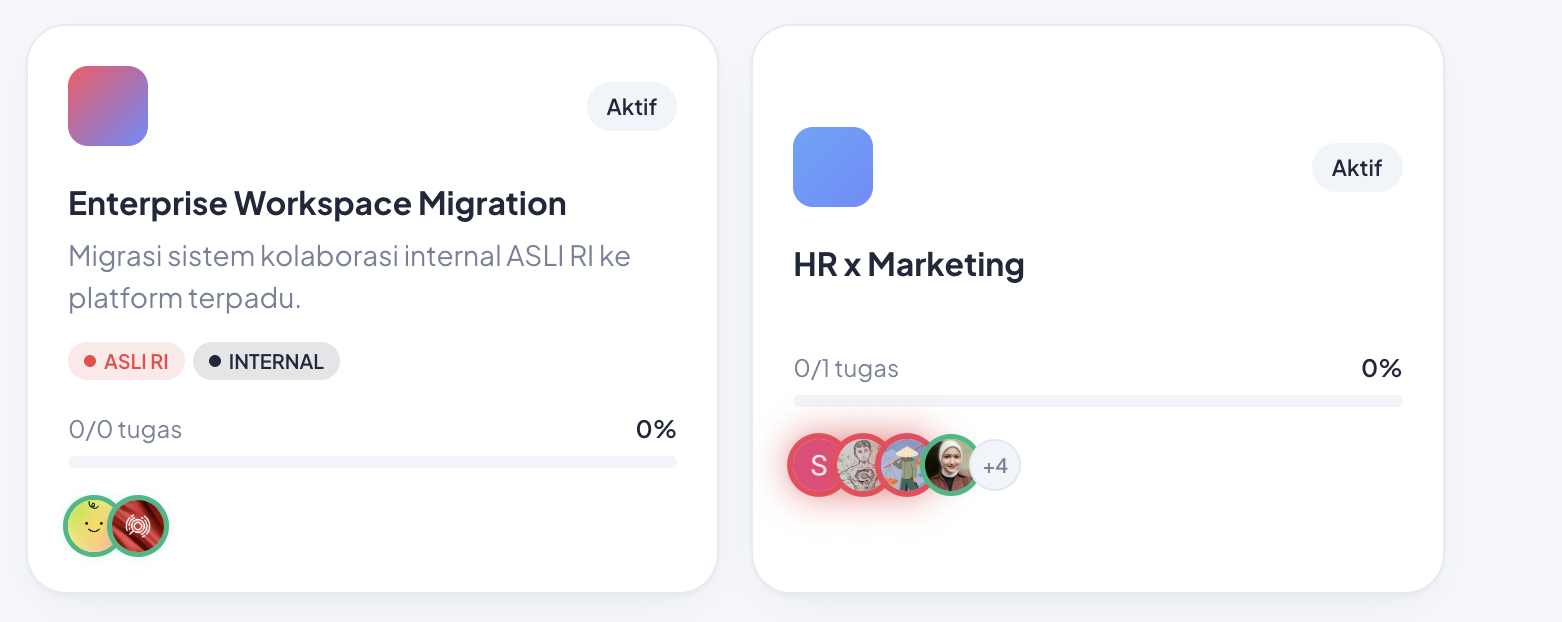 Aktif
Enterprise Workspace Migration
Migrasi sistem kolaborasi internal ASLI RI ke
platform terpadu.
ASLI RI
INTERNAL
0/0 tugas
0%
Aktif
HR x Marketing
0/1 tugas
0%
S
+4